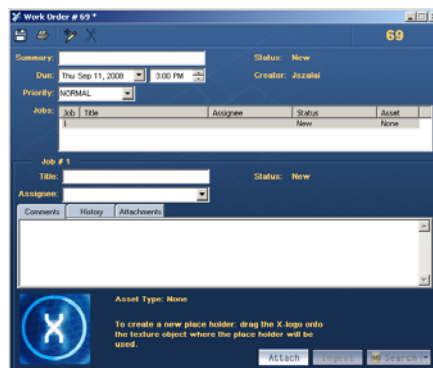 Work Order # 69 *
69
Summary: Status: New
Due: Thu Sep 11, 2008 3:00 PM Creator: Jszalai
Priority: NORMAL
Jobs: Job Title Assignee Status Asset
1 New None
Job # 1
Title: Status: New
Assignee:
Comments History Attachments
Asset Type: None
To create a new place holder; drag the X-logo onto
the texture object where the place holder will be
used.
X
Attach Ingest Search